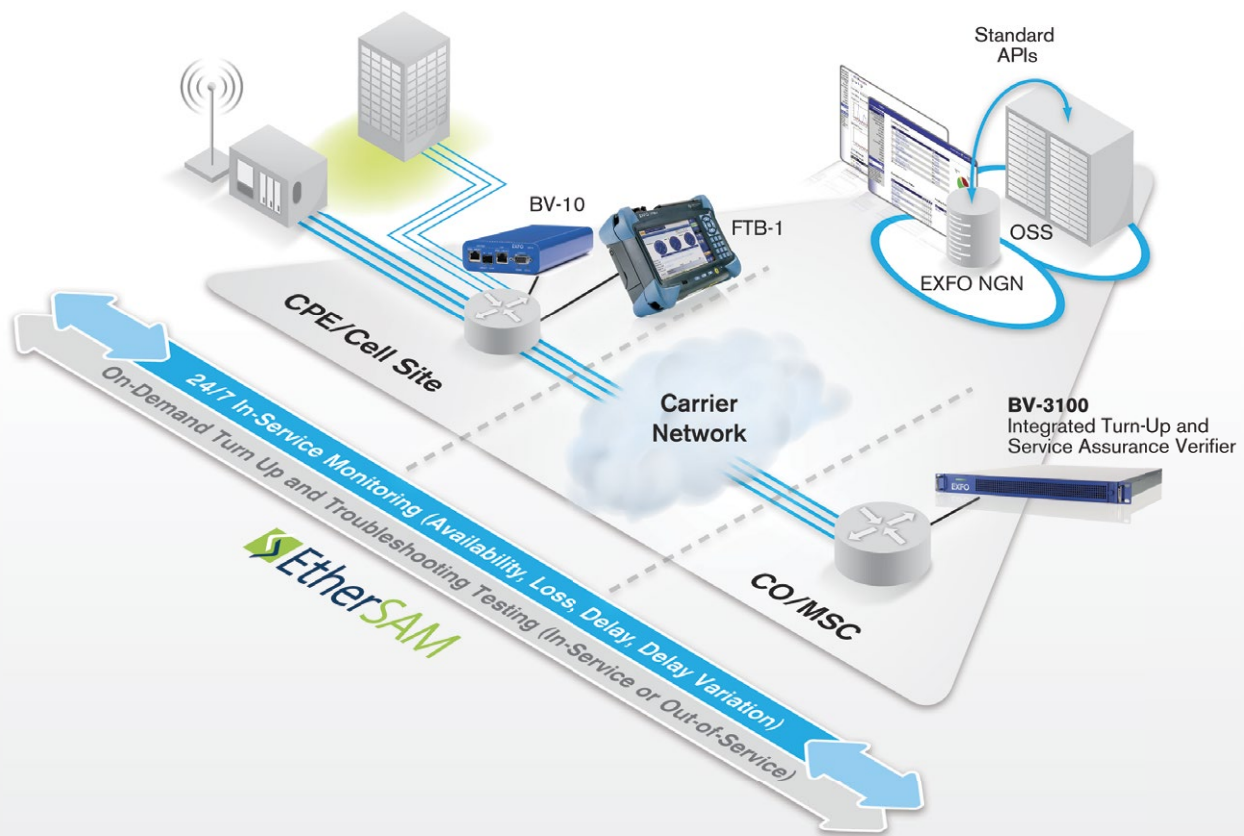 Standard
APIs
BV-10
FTB-1
OSS
EXFO NGN
CPE/Cell Site
Carrier
Network
BV-3100
Integrated Turn-Up and
Service Assurance Verifier
EXFO
CO/MSC
24/7 In-Service Monitoring (Availability, Loss, Delay, Delay Variation)
On-Demand Turn Up and Troubleshooting Testing (In-Service or Out-of-Service)
EtherSAM